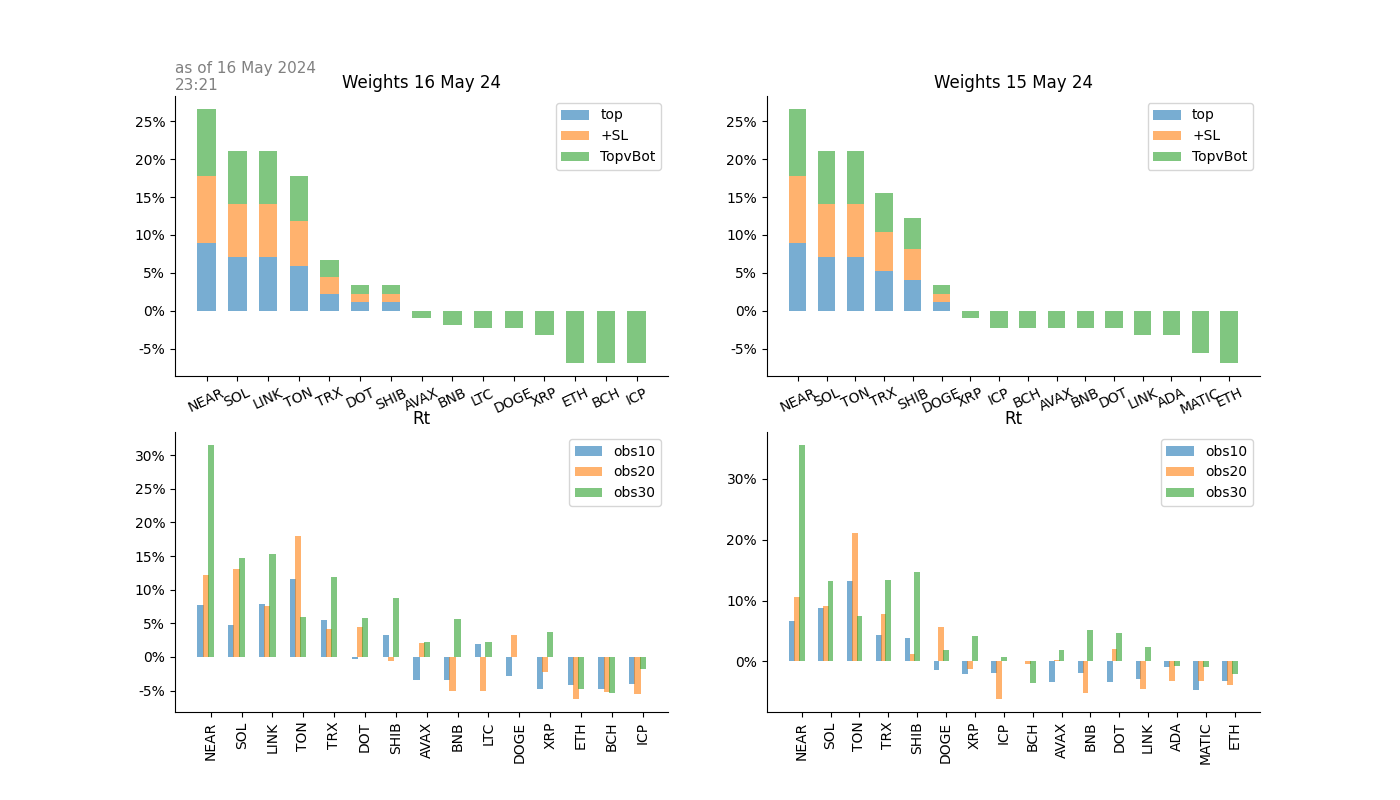 as of 16 May 2024
23:21
Weights 16 May 24
25%
20%
15%
10%
5%
0%
-5%
top
+SL
TopvBot
NEAR SOL LINK TON TRX DOT SHIB AVAX BNB LTC DOGE XRP ETH BCH ICP
Weights 15 May 24
25%
20%
15%
10%
5%
0%
-5%
top
+SL
TopvBot
NEAR SOL TON TRX SHIB DOGE XRP ICP BCH AVAX BNB DOT LINK ADA MATIC ETH
Rt
30%
25%
20%
15%
10%
5%
0%
-5%
obs10
obs20
obs30
NEAR SOL LINK TON TRX DOT SHIB AVAX BNB LTC DOGE XRP ETH BCH ICP
Rt
30%
20%
10%
0%
obs10
obs20
obs30
NEAR SOL TON TRX SHIB DOGE XRP ICP BCH AVAX BNB DOT LINK ADA MATIC ETH